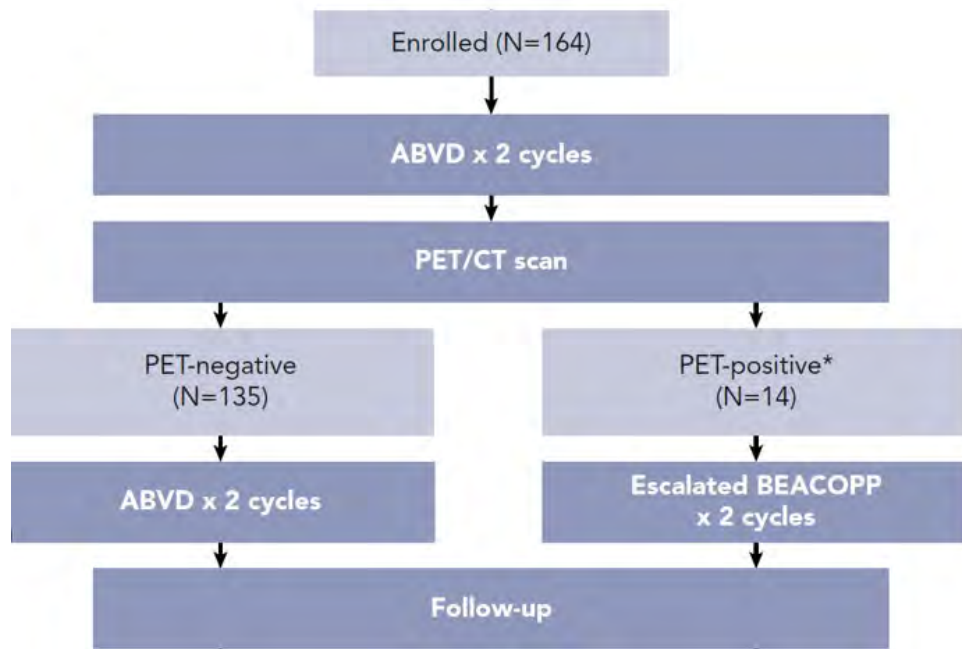 Enrolled (N=164)
ABVD x 2 cycles
PET/CT scan
PET-negative
(N=135)
PET-positive*
(N=14)
ABVD x 2 cycles
Escalated BEACOPP
x 2 cycles
Follow-up